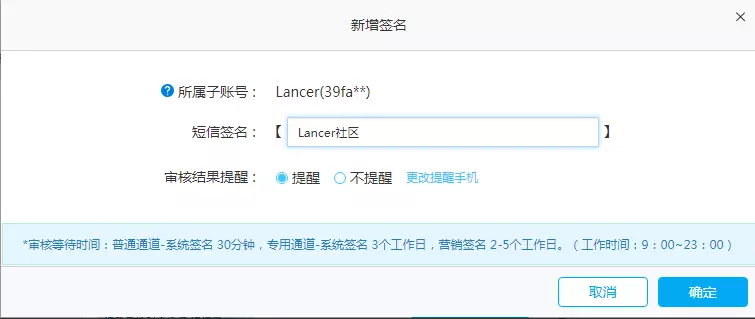 新增签名
所属子账号： Lancer(39fa**)
短信签名： 【 Lancer社区 】
审核结果提醒： 提醒 不提醒 更改提醒手机
*审核等待时间：普通通道-系统签名 30分钟，专用通道-系统签名 3个工作日，营销签名 2-5个工作日。（ 工作时间：9：00~23：00 ）
取消 确定